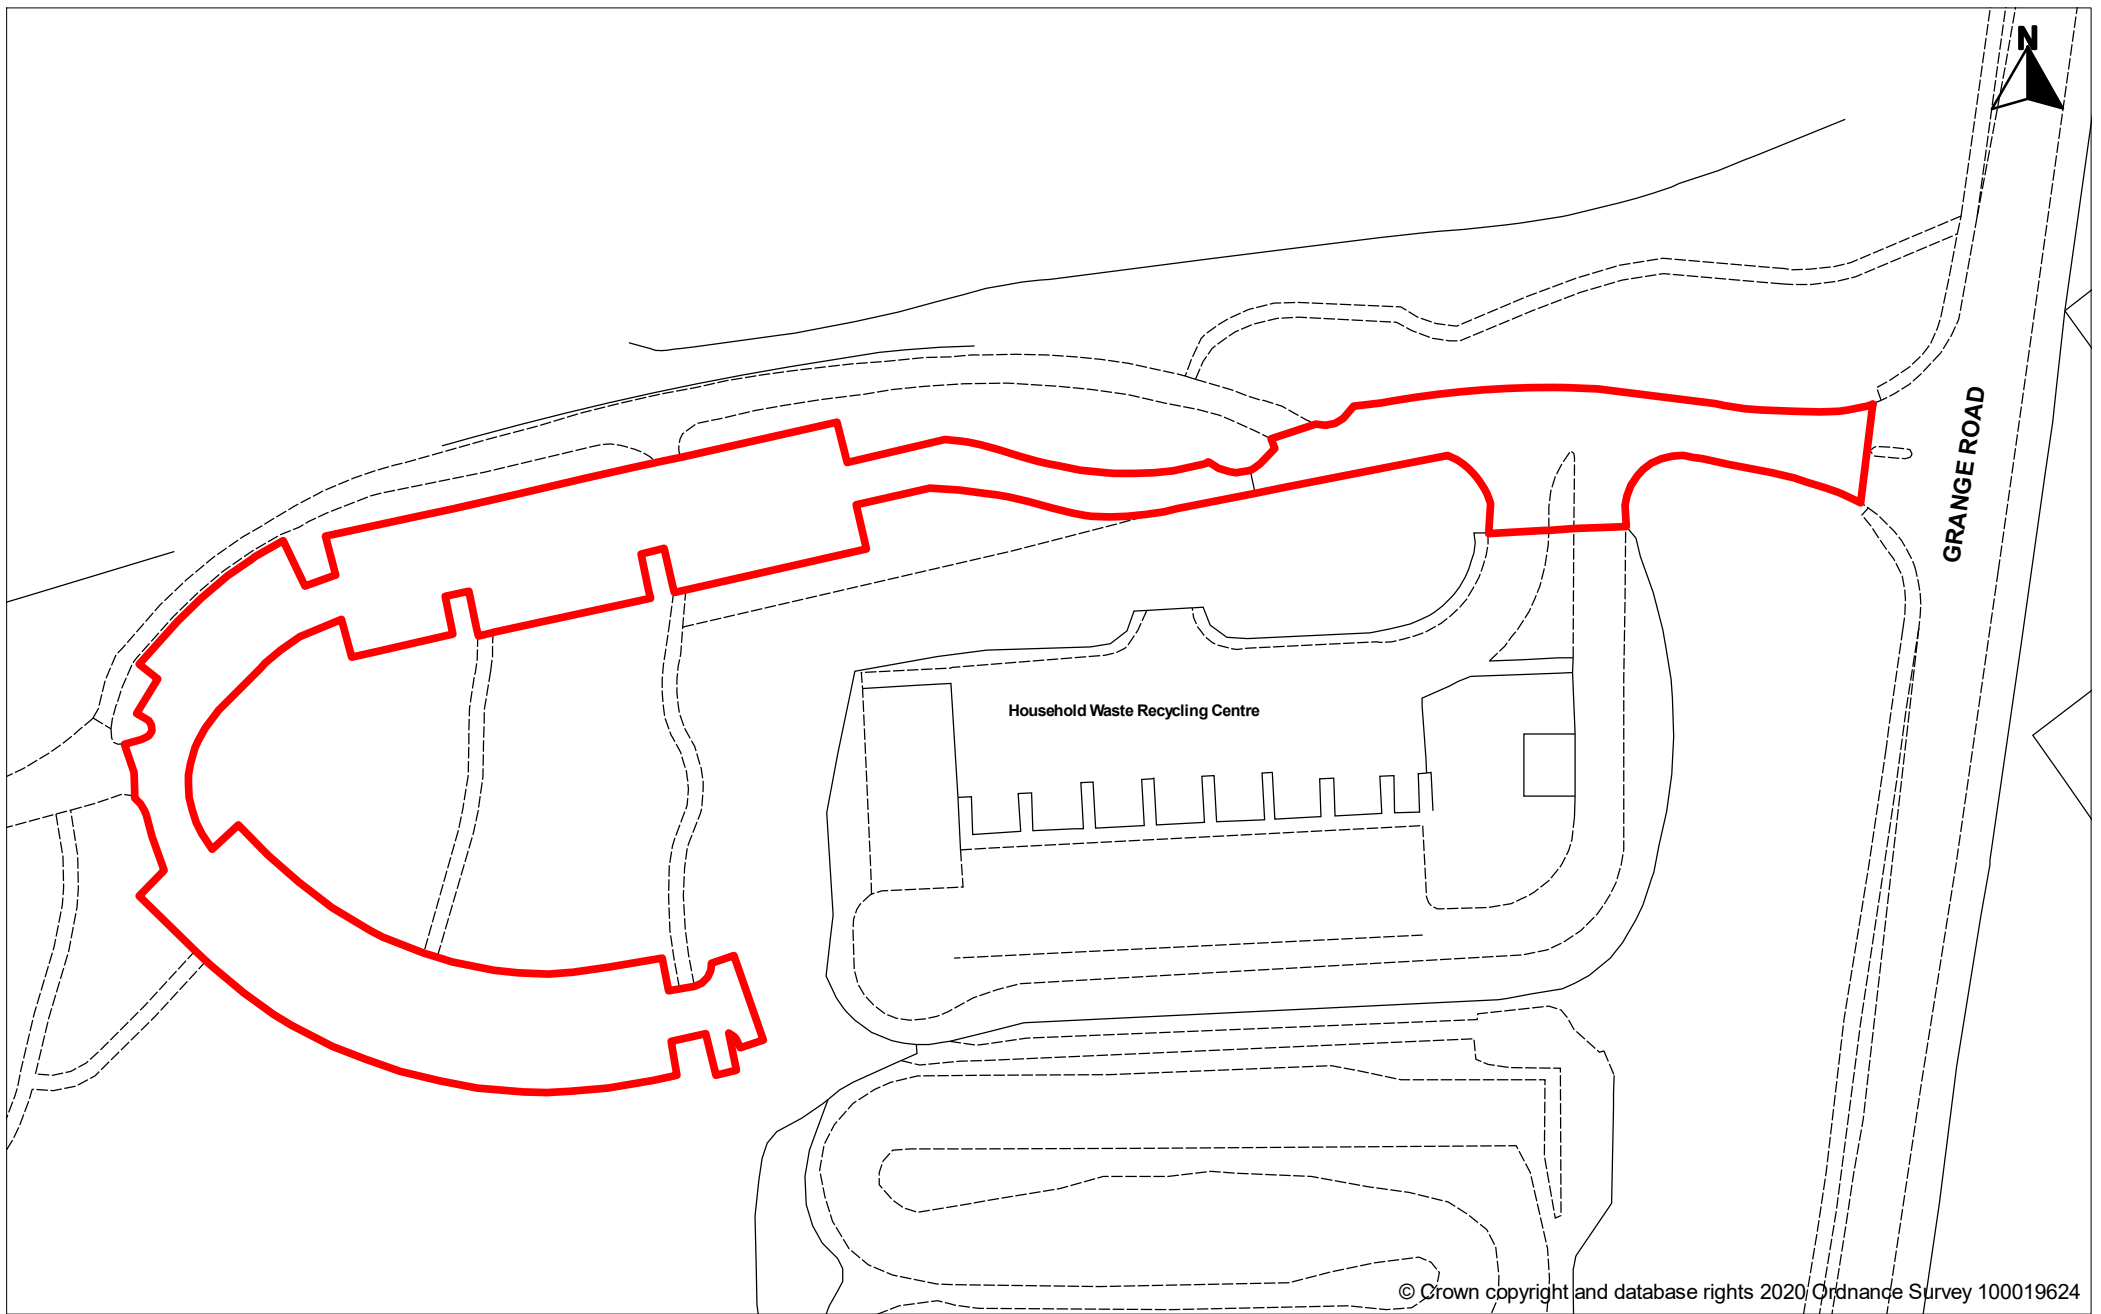 N
GRANGE ROAD
Household Waste Recycling Centre
© Crown copyright and database rights 2020 Ordnance Survey 100019624